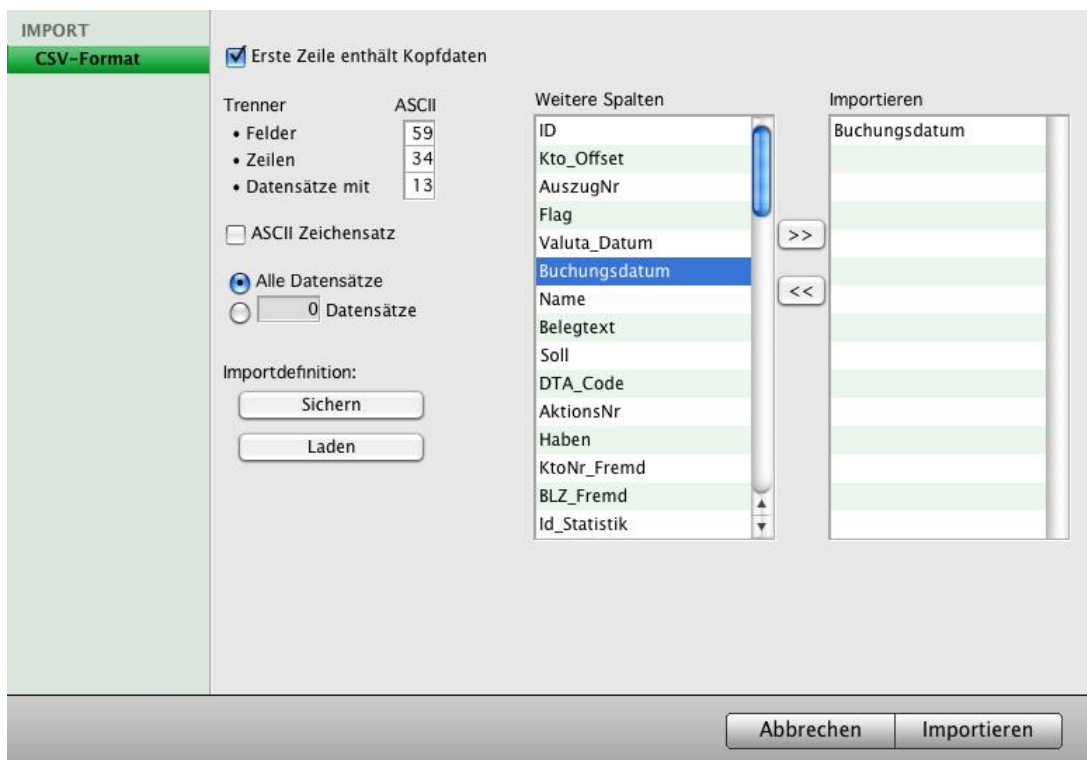 IMPORT
CSV-Format
Erste Zeile enthält Kopfdaten
Trenner ASCII
• Felder 59
• Zeilen 34
• Datensätze mit 13
ASCII Zeichensatz
Alle Datensätze
0 Datensätze
Importdefinition:
Sichern
Laden
Weitere Spalten
ID
Kto_Offset
AuszugNr
Flag
Valuta_Datum
Buchungsdatum
Name
Belegtext
Soll
DTA_Code
AktionsNr
Haben
KtoNr_Fremd
BLZ_Fremd
Id_Statistik
>>
<<
Importieren
Buchungsdatum
Abbrechen
Importieren